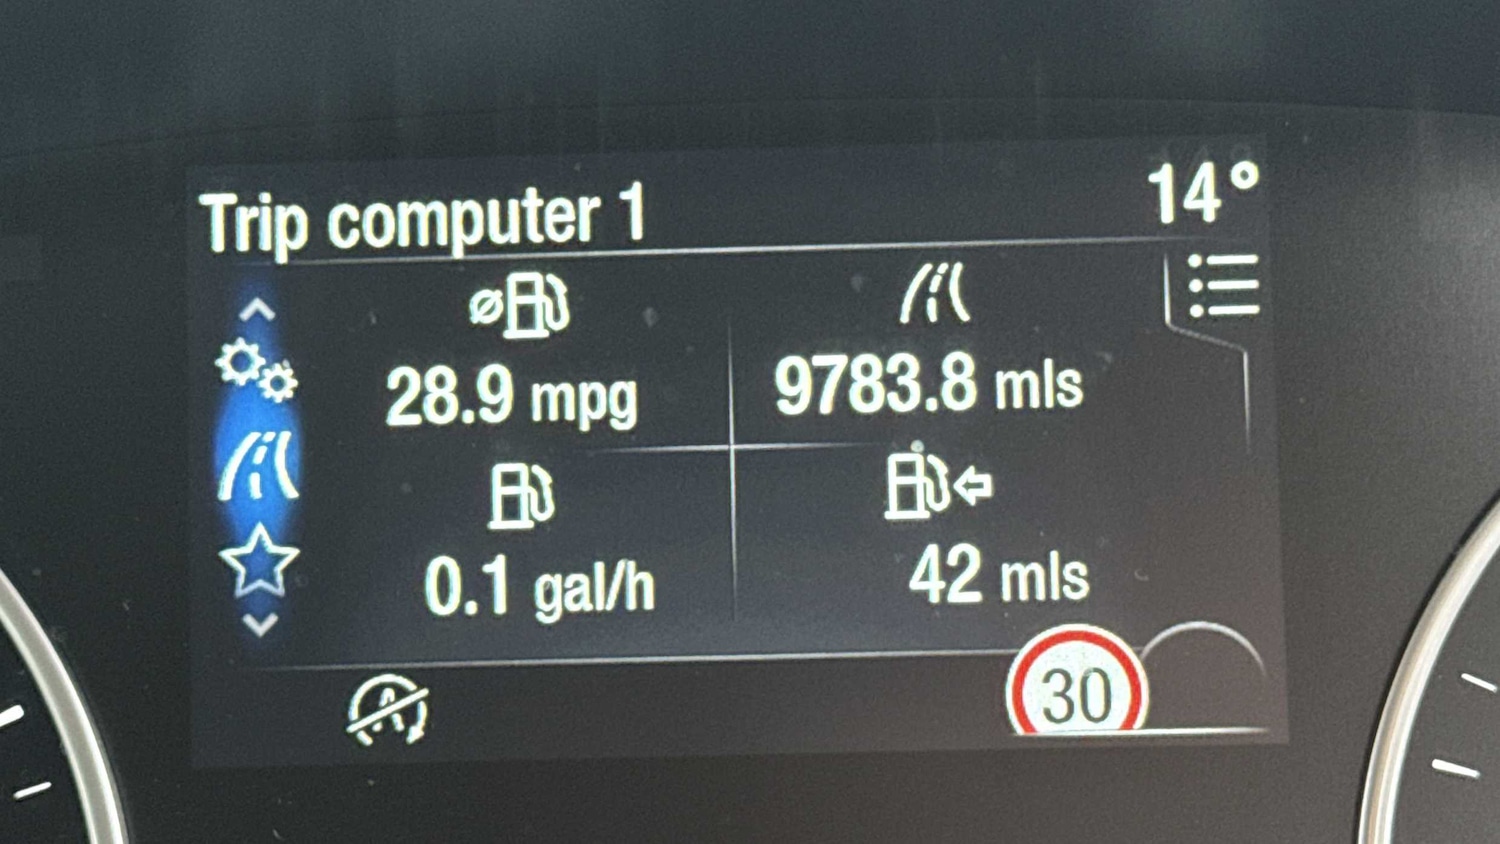 Trip computer 1 14°
28.9 mpg 9783.8 mls
0.1 gal/h 42 mls
A
30